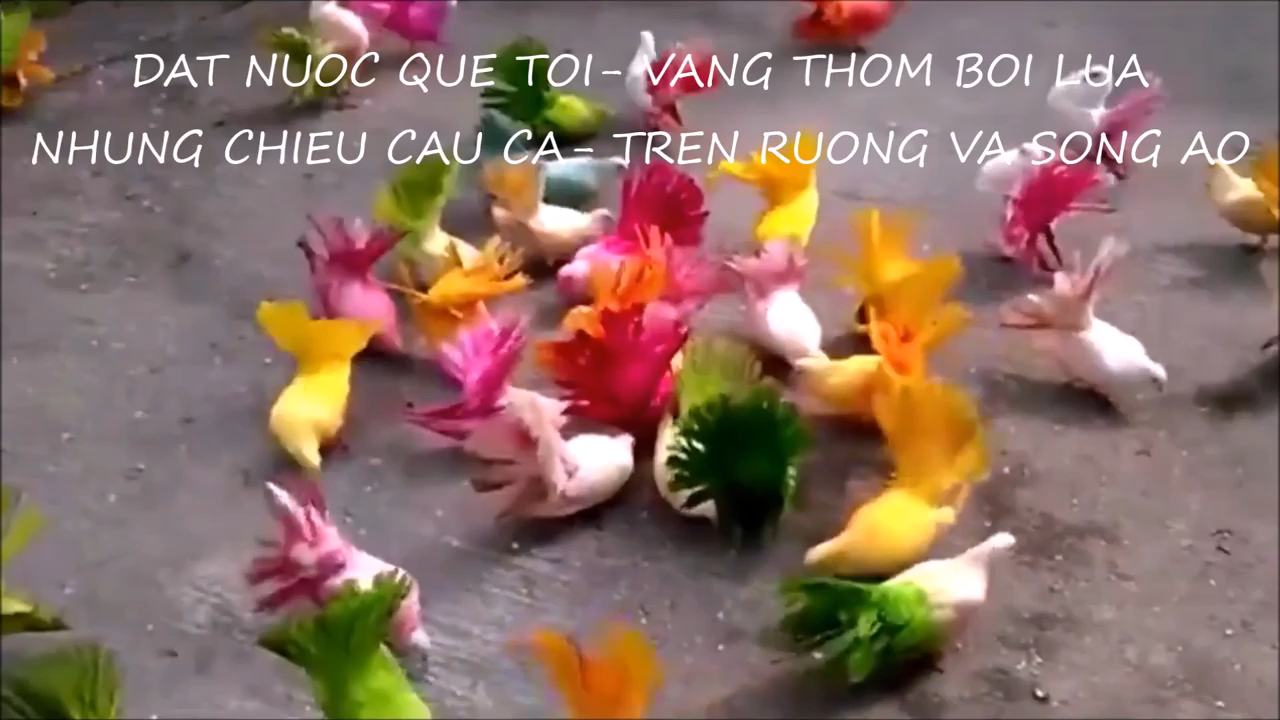 DAT NUOC QUE TOI- VANG THOM BOI LUA
NHUNG CHIEU CAU CA- TREN RUONG VA SONG AO